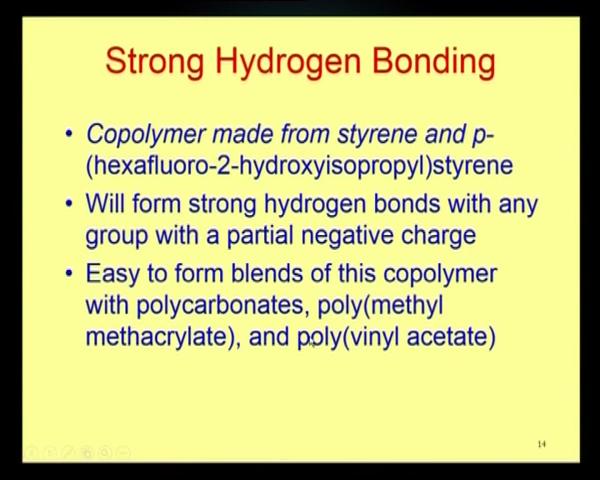 Strong Hydrogen Bonding
• Copolymer made from styrene and p-
(hexafluoro-2-hydroxyisopropyl)styrene
• Will form strong hydrogen bonds with any
group with a partial negative charge
• Easy to form blends of this copolymer
with polycarbonates, poly(methyl
methacrylate), and poly(vinyl acetate)
14